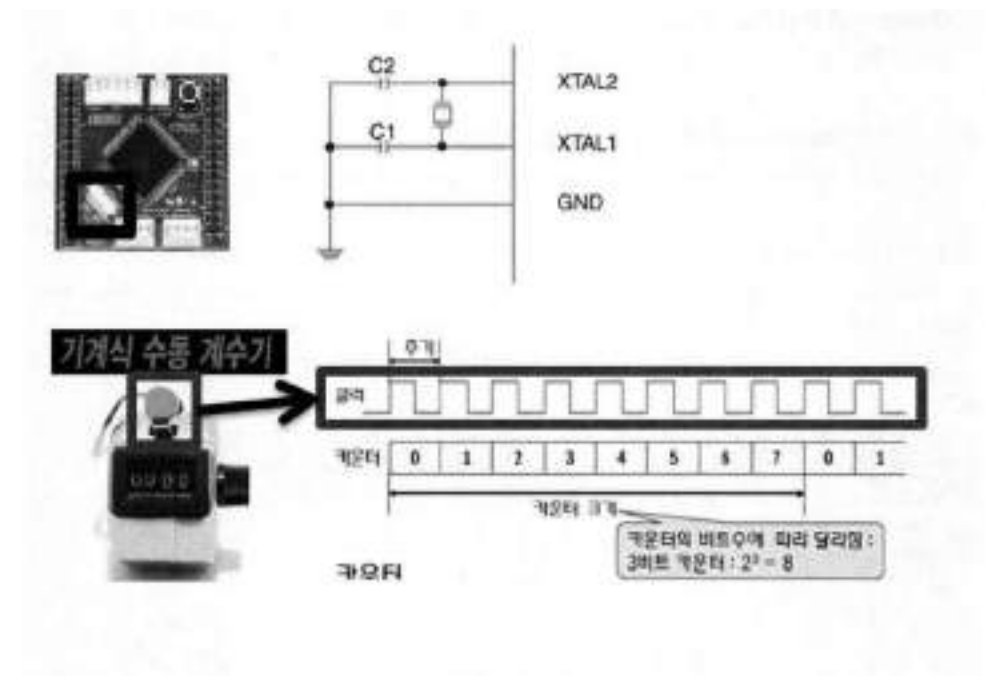 C2
XTAL2
C1
XTAL1
GND
기계식 수동 계수기
주기
클럭
카운터 0 1 2 3 4 5 6 7 0 1
카운터 크기
카운터의 비트수에 따라 달라짐 :
3비트 카운터 : 2³ = 8
카운터